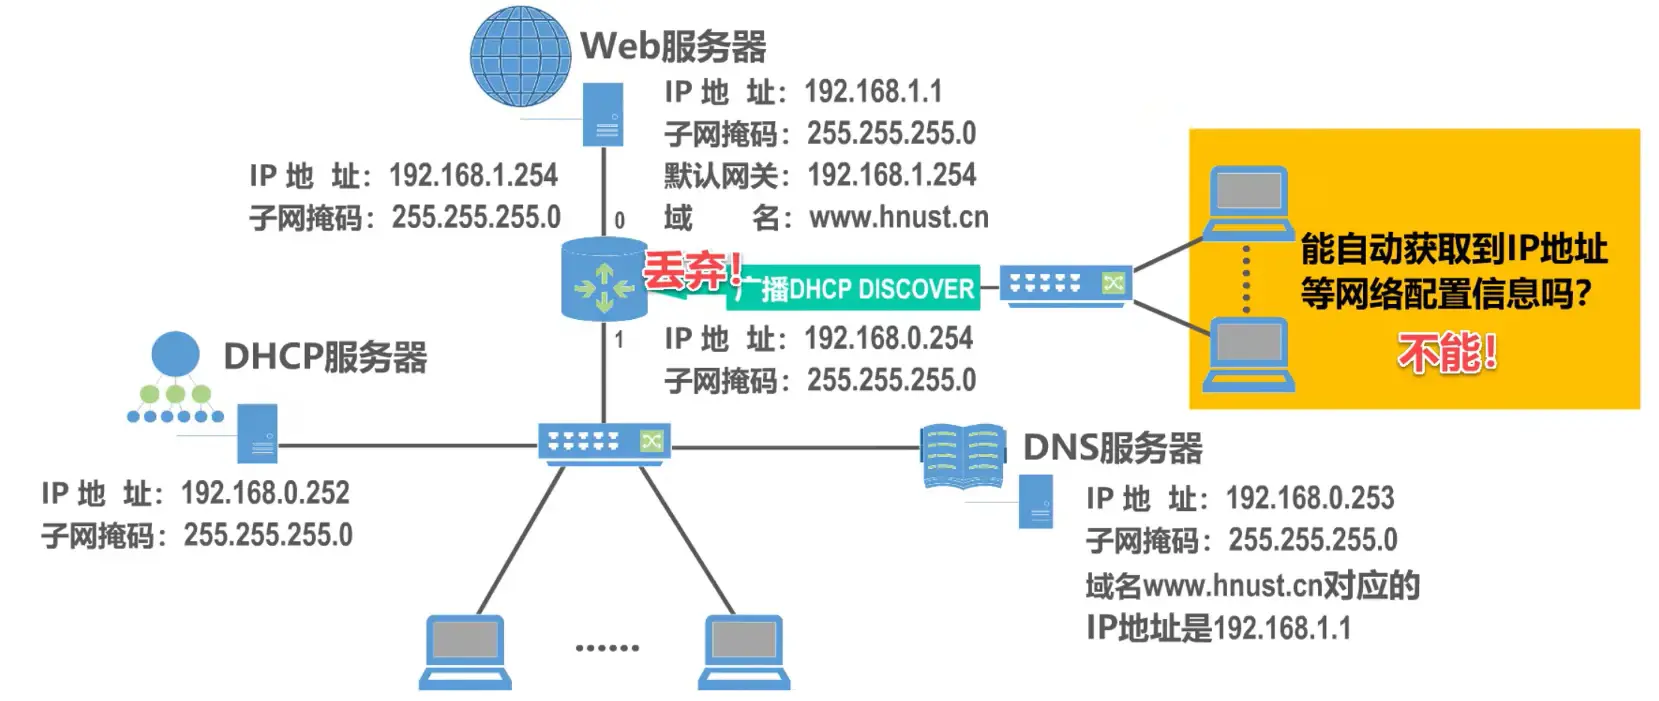 Web服务器
IP 地 址：192.168.1.1
子网掩码：255.255.255.0
默认网关：192.168.1.254
域 名：www.hnust.cn
IP 地 址：192.168.1.254
子网掩码：255.255.255.0
0
丢弃！
广播DHCP DISCOVER
1
IP 地 址：192.168.0.254
子网掩码：255.255.255.0
能自动获取到IP地址
等网络配置信息吗？
不能！
DHCP服务器
IP 地 址：192.168.0.252
子网掩码：255.255.255.0
DNS服务器
IP 地 址：192.168.0.253
子网掩码：255.255.255.0
域名www.hnust.cn对应的
IP地址是192.168.1.1